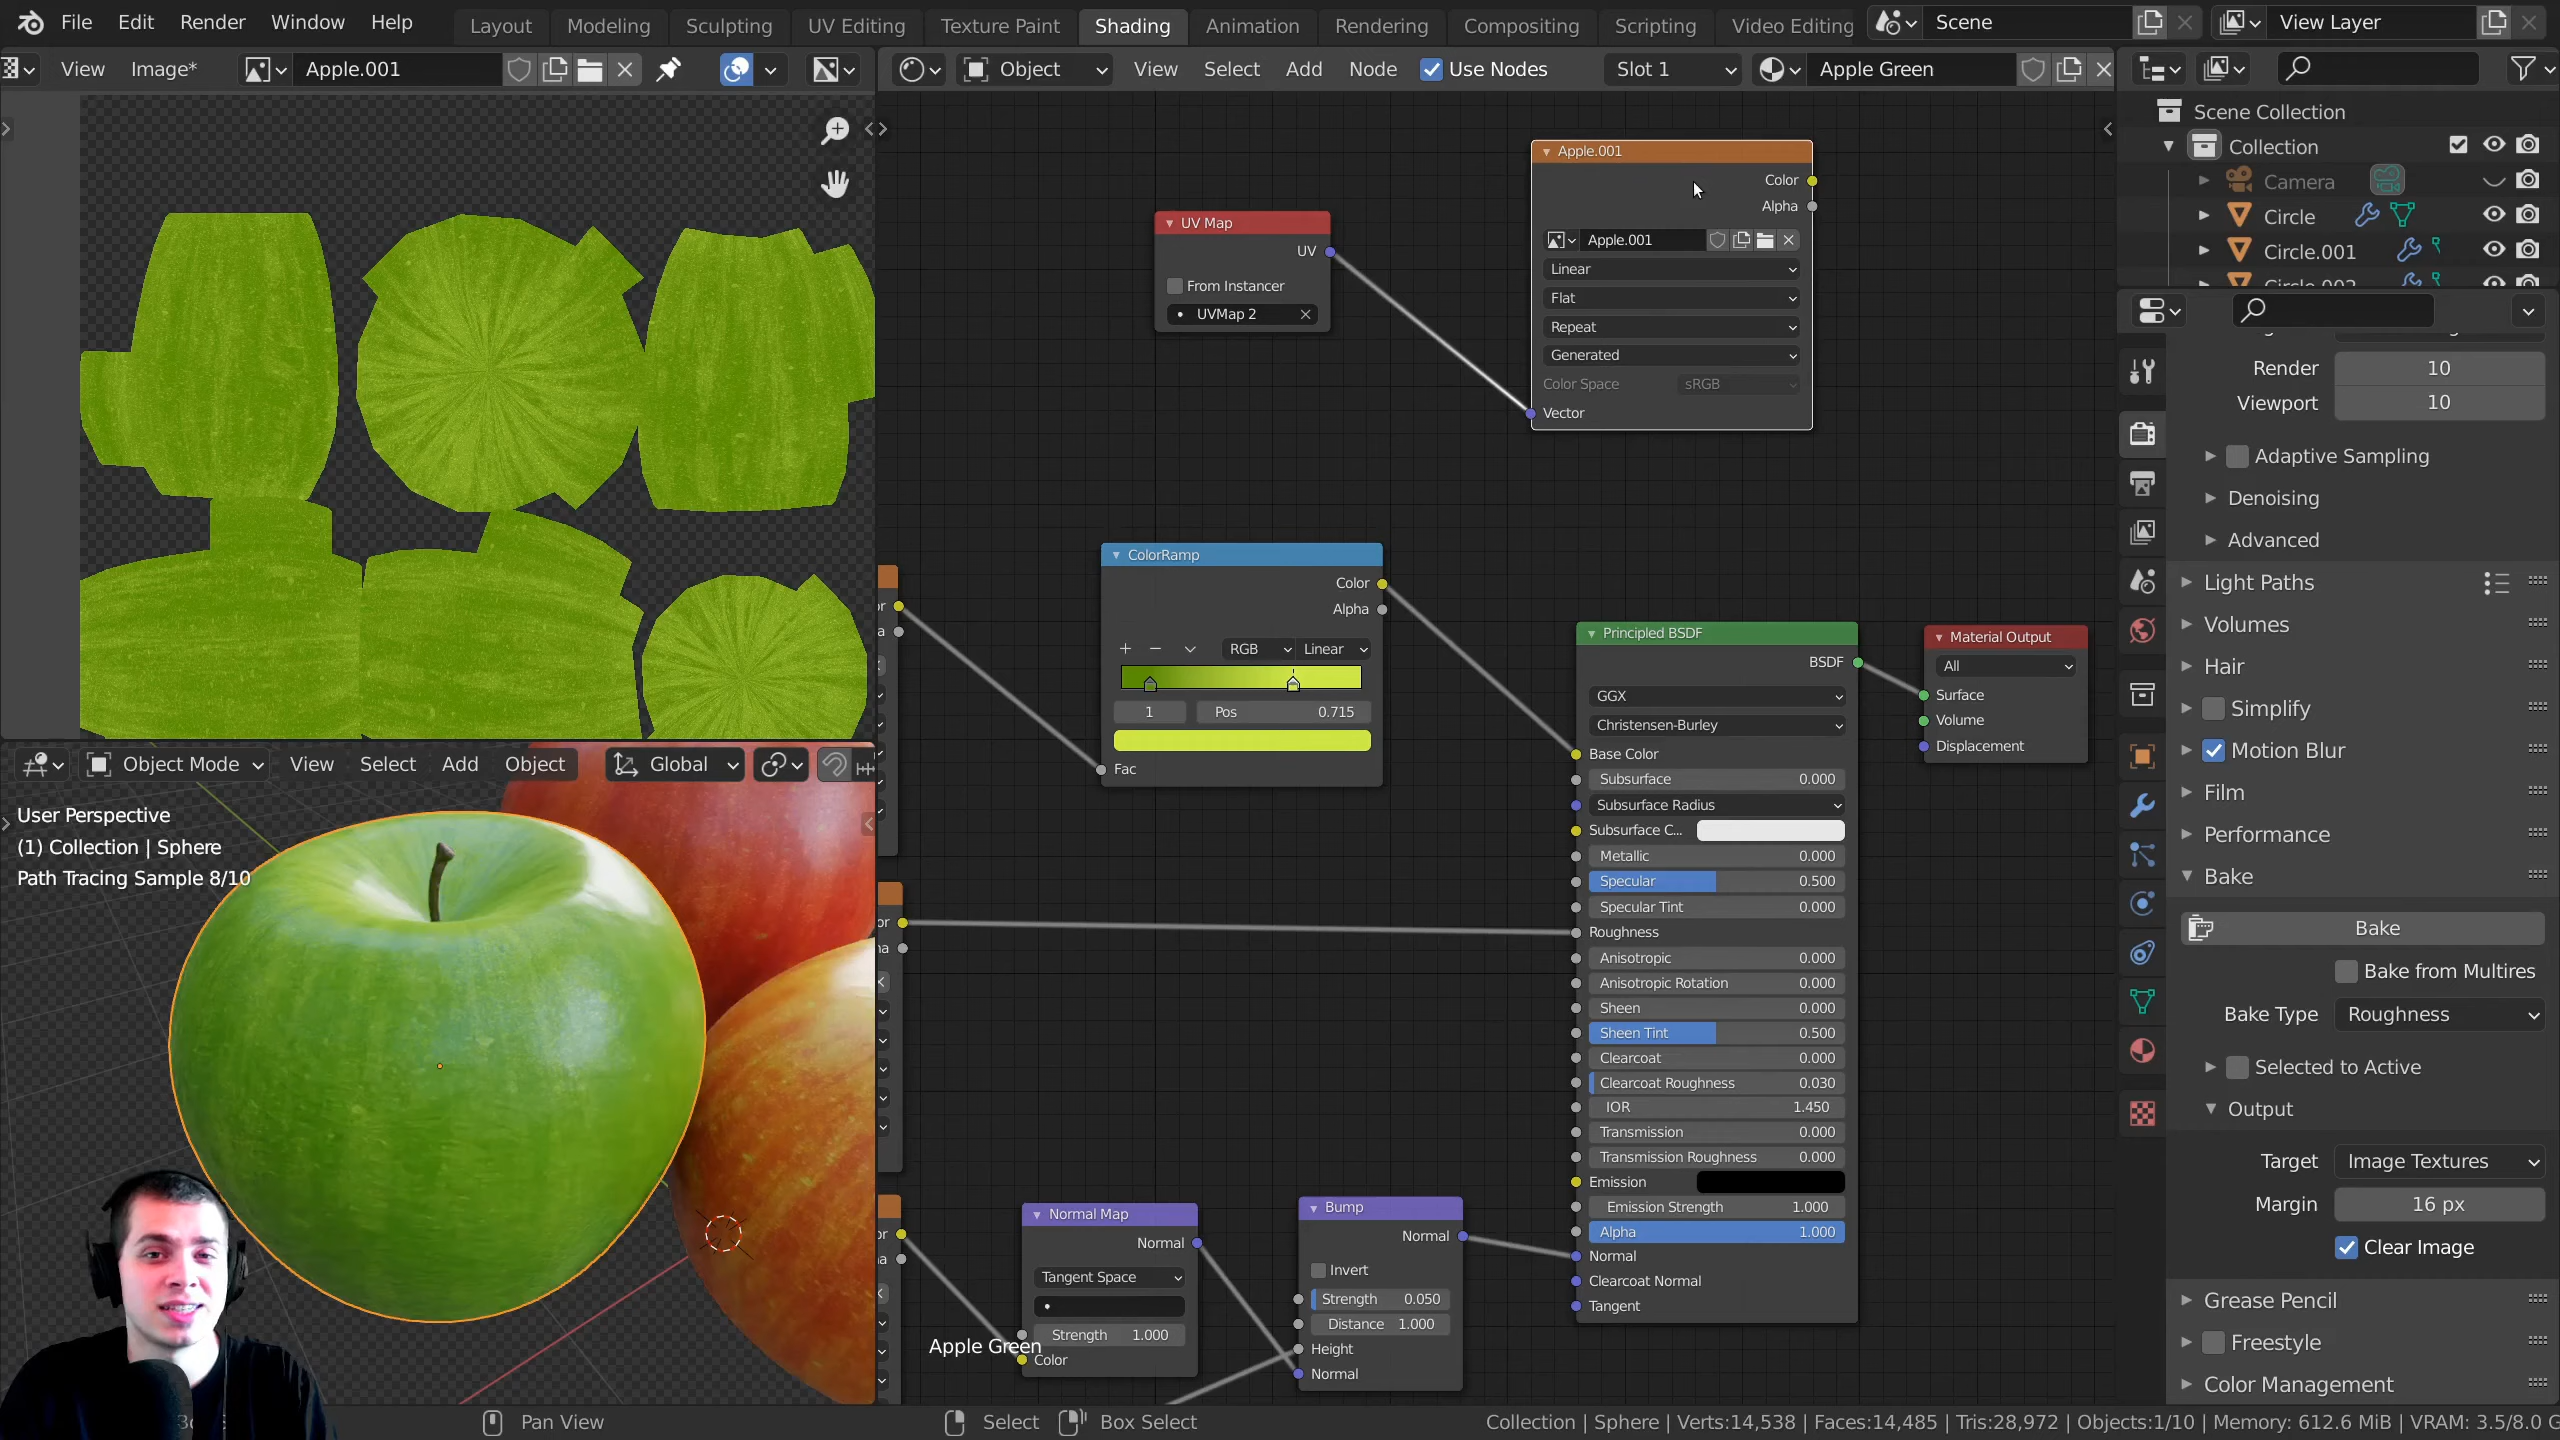 File Edit Render Window Help Layout Modeling Sculpting UV Editing Texture Paint Shading Animation Rendering Compositing Scripting Video Editing Scene View Layer
View Image* Apple.001 Object View Select Add Node Use Nodes Slot 1 Apple Green
Scene Collection
Collection
Camera
Circle
Circle.001
Apple.001
Color
Alpha
Apple.001
Linear
Flat
Repeat
Generated
Color Space sRGB
Vector
UV Map
UV
From Instancer
UVMap 2
ColorRamp
Color
Alpha
RGB Linear
1 Pos 0.715
Fac
Principled BSDF
BSDF
GGX
Christensen-Burley
Base Color
Subsurface 0.000
Subsurface Radius
Subsurface C...
Metallic 0.000
Specular 0.500
Specular Tint 0.000
Roughness
Anisotropic 0.000
Anisotropic Rotation 0.000
Sheen 0.000
Sheen Tint 0.500
Clearcoat 0.000
Clearcoat Roughness 0.030
IOR 1.450
Transmission 0.000
Transmission Roughness 0.000
Emission
Emission Strength 1.000
Alpha 1.000
Normal
Clearcoat Normal
Tangent
Material Output
All
Surface
Volume
Displacement
Normal Map
Normal
Tangent Space
Strength 1.000
Color
Apple Green
Bump
Normal
Invert
Strength 0.050
Distance 1.000
Height
Normal
Object Mode View Select Add Object Global
User Perspective
(1) Collection | Sphere
Path Tracing Sample 8/10
Render 10
Viewport 10
Adaptive Sampling
Denoising
Advanced
Light Paths
Volumes
Hair
Simplify
Motion Blur
Film
Performance
Bake
Bake
Bake from Multires
Bake Type Roughness
Selected to Active
Output
Target Image Textures
Margin 16 px
Clear Image
Grease Pencil
Freestyle
Color Management
Pan View Select Box Select Collection | Sphere | Verts:14,538 | Faces:14,485 | Tris:28,972 | Objects:1/10 | Memory: 612.6 MiB | VRAM: 3.5/8.0 G